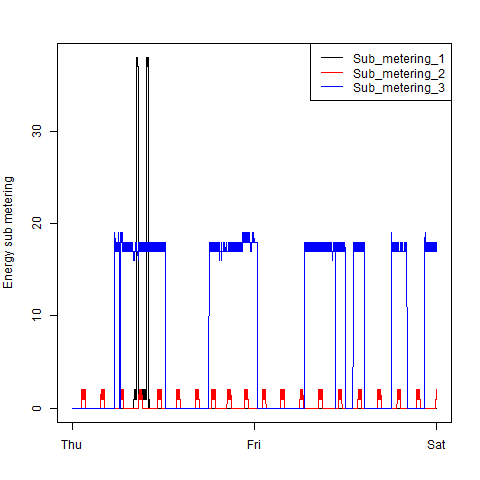 Sub_metering_1
Sub_metering_2
Sub_metering_3
Energy sub metering
30
20
10
0
Thu Fri Sat